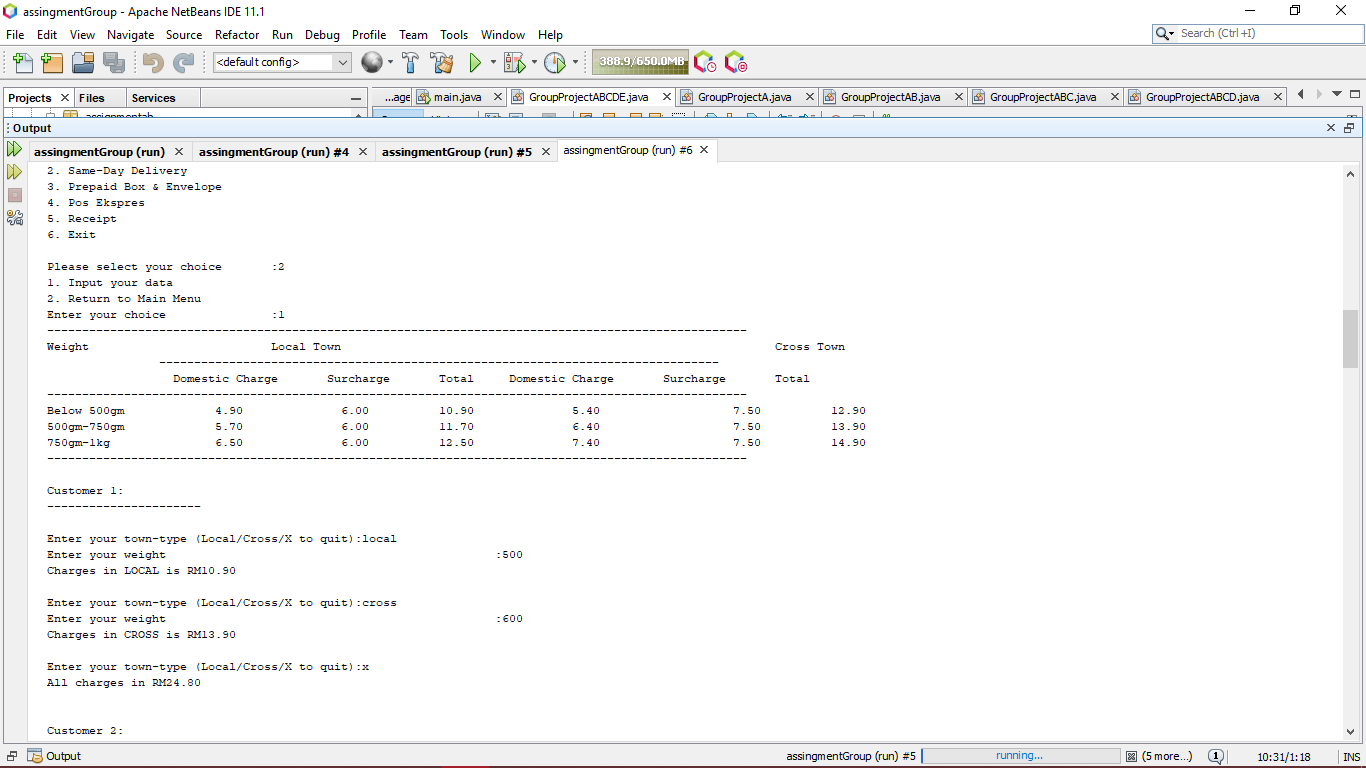 assingmentGroup - Apache NetBeans IDE 11.1
File Edit View Navigate Source Refactor Run Debug Profile Team Tools Window Help
Search (Ctrl+I)
<default config>
388.9/650.0MB
Projects Files Services
...age main.java GroupProjectABCDE.java GroupProjectA.java GroupProjectAB.java GroupProjectABC.java GroupProjectABCD.java
assignmentab
Output
assingmentGroup (run) assingmentGroup (run) #4 assingmentGroup (run) #5 assingmentGroup (run) #6
2. Same-Day Delivery
3. Prepaid Box & Envelope
4. Pos Ekspres
5. Receipt
6. Exit
Please select your choice :2
1. Input your data
2. Return to Main Menu
Enter your choice :1
----------------------------------------------------------------------------------------------------
Weight Local Town Cross Town
--------------------------------------------------------------------------------
Domestic Charge Surcharge Total Domestic Charge Surcharge Total
----------------------------------------------------------------------------------------------------
Below 500gm 4.90 6.00 10.90 5.40 7.50 12.90
500gm-750gm 5.70 6.00 11.70 6.40 7.50 13.90
750gm-1kg 6.50 6.00 12.50 7.40 7.50 14.90
----------------------------------------------------------------------------------------------------
Customer 1:
----------------------
Enter your town-type (Local/Cross/X to quit):local
Enter your weight :500
Charges in LOCAL is RM10.90
Enter your town-type (Local/Cross/X to quit):cross
Enter your weight :600
Charges in CROSS is RM13.90
Enter your town-type (Local/Cross/X to quit):x
All charges in RM24.80
Customer 2:
Output assingmentGroup (run) #5 running... (5 more...) 1 10:31/1:18 INS